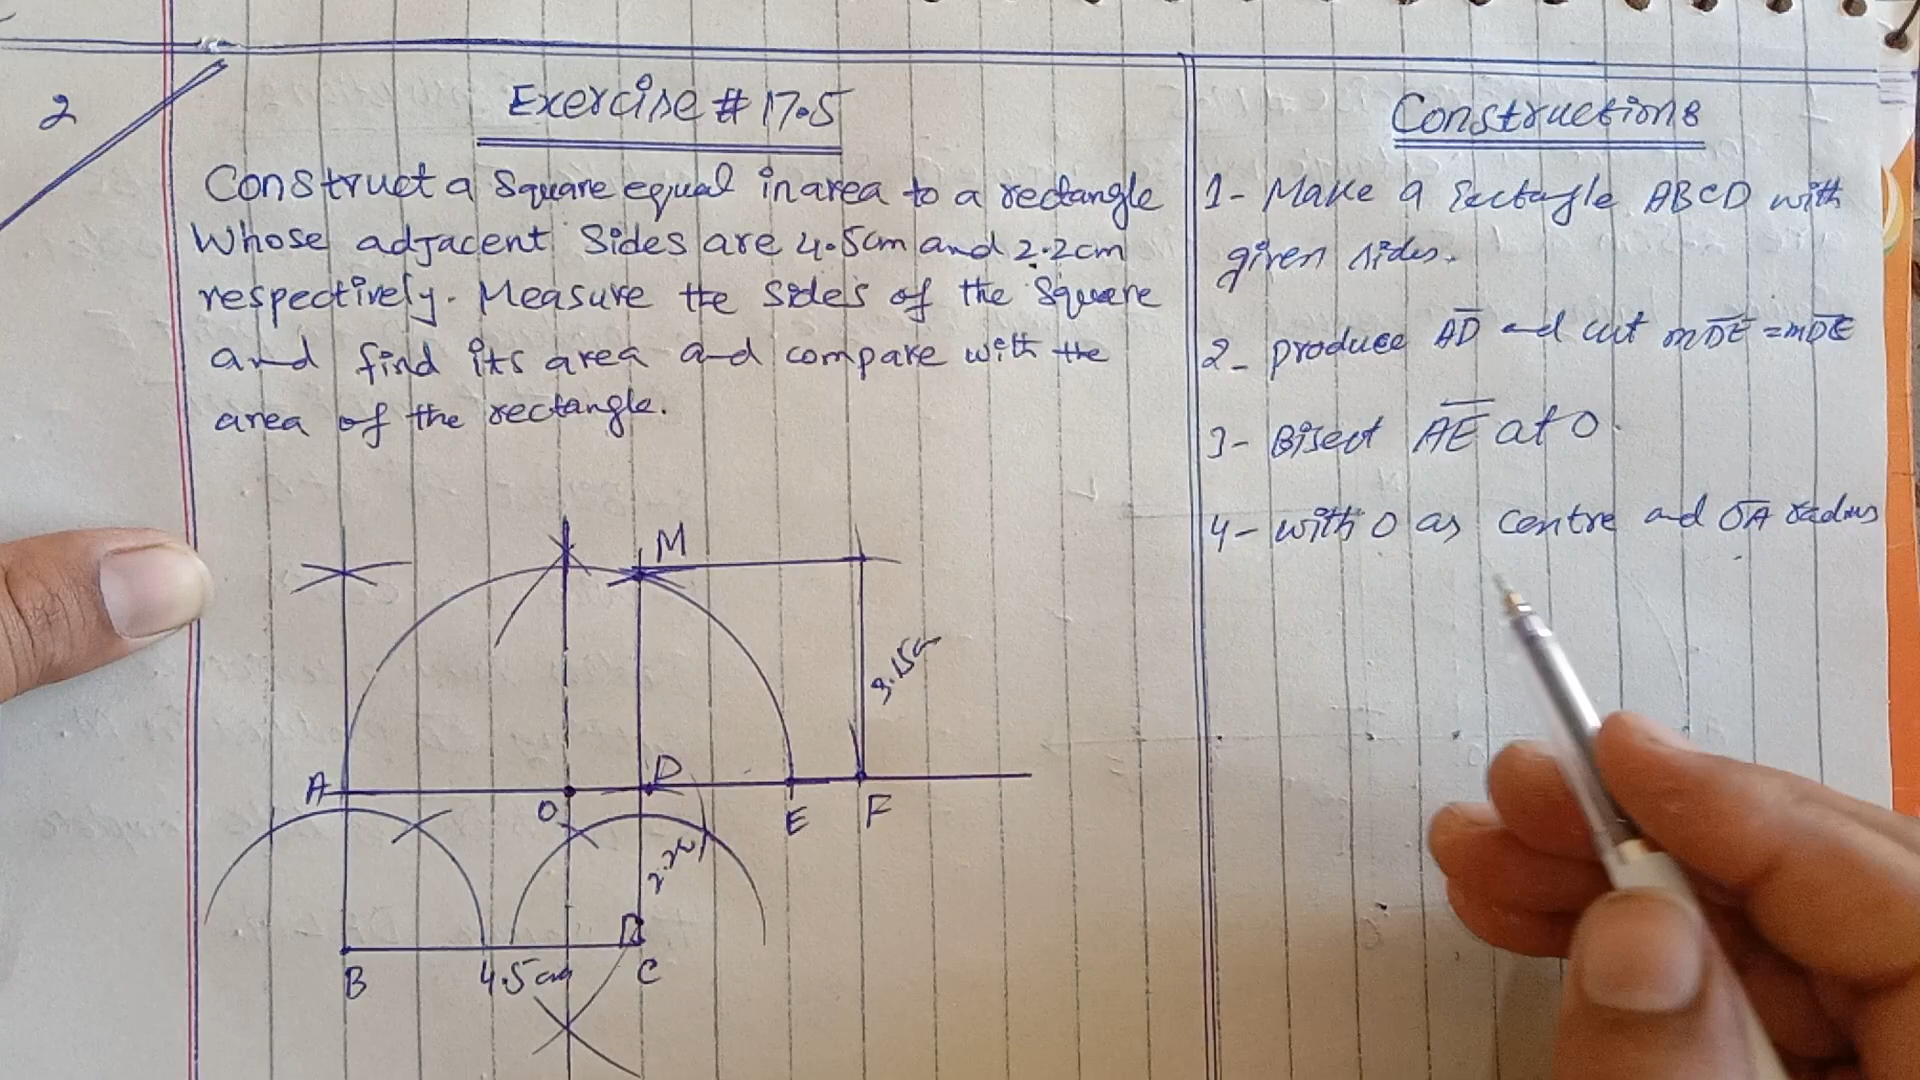 2
Exercise # 17.5
Construct a square equal in area to a rectangle
Whose adjacent Sides are 4.5cm and 2.2cm
respectively. Measure the sides of the square
and find its area and compare with the
area of the rectangle.
M
3.15c
A
D
O
E
F
2.2c
B
4.5cm
C
Constructions
1- Make a rectangle ABCD with
given sides.
2- produce AD and cut mDE = mDC
3- Bisect AE at O.
4- with O as centre and OA radius